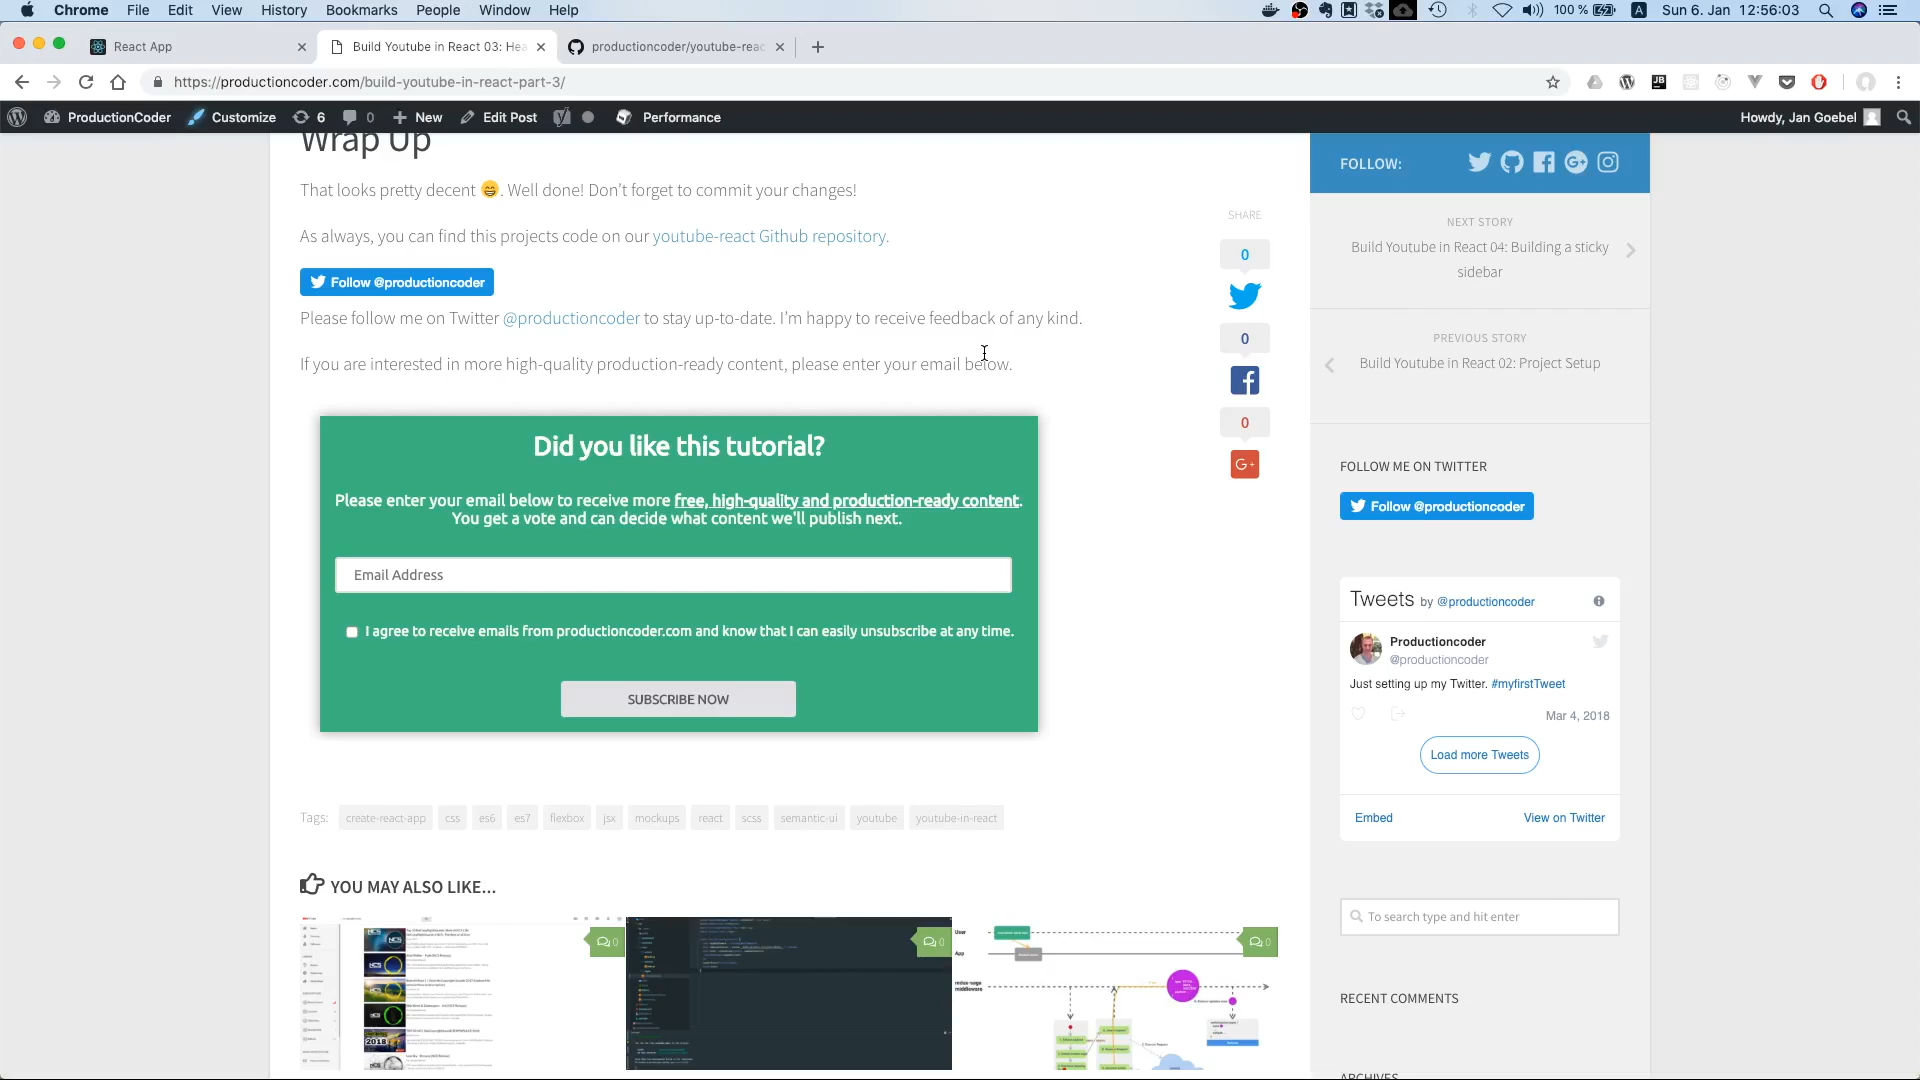 Chrome File Edit View History Bookmarks People Window Help 100 % A Sun 6. Jan 12:56:03
React App Build Youtube in React 03: Hea productioncoder/youtube-reac
https://productioncoder.com/build-youtube-in-react-part-3/
ProductionCoder Customize 6 0 New Edit Post Performance Howdy, Jan Goebel
Wrap Up
That looks pretty decent 😁. Well done! Don't forget to commit your changes!
As always, you can find this projects code on our youtube-react Github repository.
Follow @productioncoder
Please follow me on Twitter @productioncoder to stay up-to-date. I'm happy to receive feedback of any kind.
If you are interested in more high-quality production-ready content, please enter your email below.
Did you like this tutorial?
Please enter your email below to receive more free, high-quality and production-ready content.
You get a vote and can decide what content we'll publish next.
Email Address
I agree to receive emails from productioncoder.com and know that I can easily unsubscribe at any time.
SUBSCRIBE NOW
Tags: create-react-app css es6 es7 flexbox jsx mockups react scss semantic-ui youtube youtube-in-react
YOU MAY ALSO LIKE...
0
0
0
User
App
redux-saga
middleware
2018
SHARE
0
0
0
G+
FOLLOW:
NEXT STORY
Build Youtube in React 04: Building a sticky
sidebar
PREVIOUS STORY
Build Youtube in React 02: Project Setup
FOLLOW ME ON TWITTER
Follow @productioncoder
Tweets by @productioncoder
Productioncoder
@productioncoder
Just setting up my Twitter. #myfirstTweet
Mar 4, 2018
Load more Tweets
Embed View on Twitter
To search type and hit enter
RECENT COMMENTS
ARCHIVES